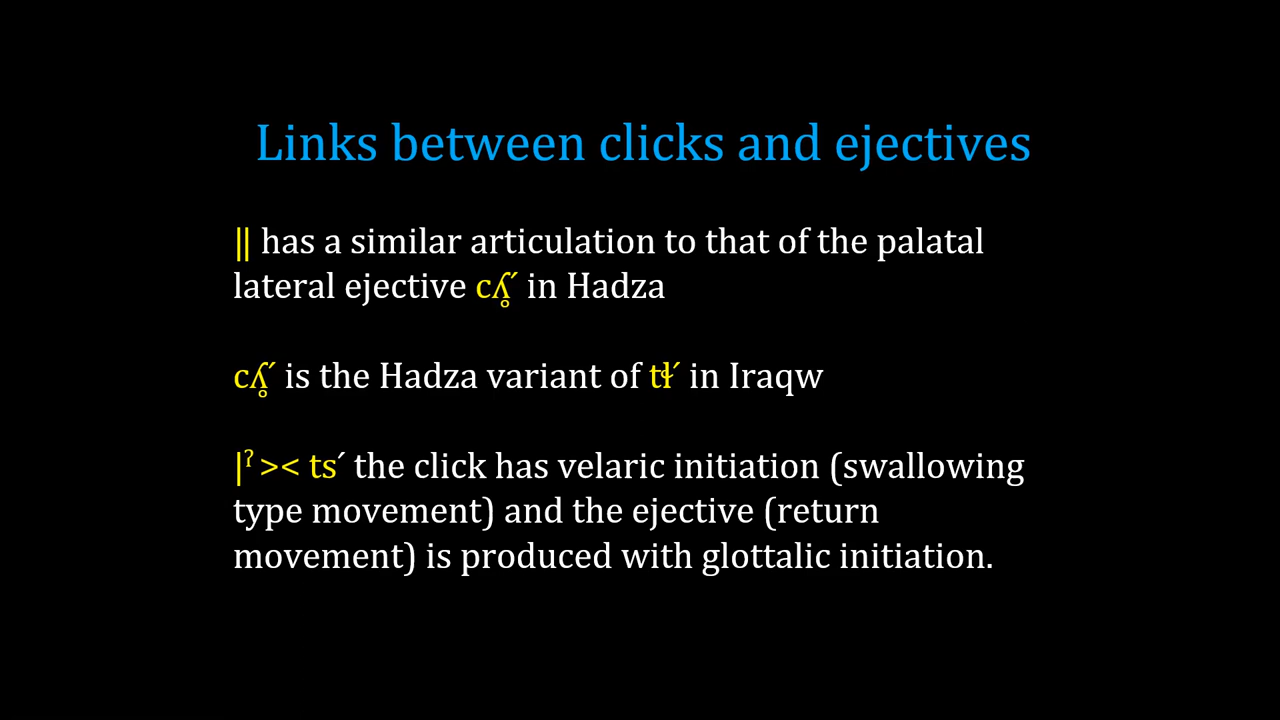 Links between clicks and ejectives
ǁ has a similar articulation to that of the palatal
lateral ejective cʎ̥˔´ in Hadza
cʎ̥˔´ is the Hadza variant of tɬ´ in Iraqw
|ˀ >< ts´ the click has velaric initiation (swallowing
type movement) and the ejective (return
movement) is produced with glottalic initiation.